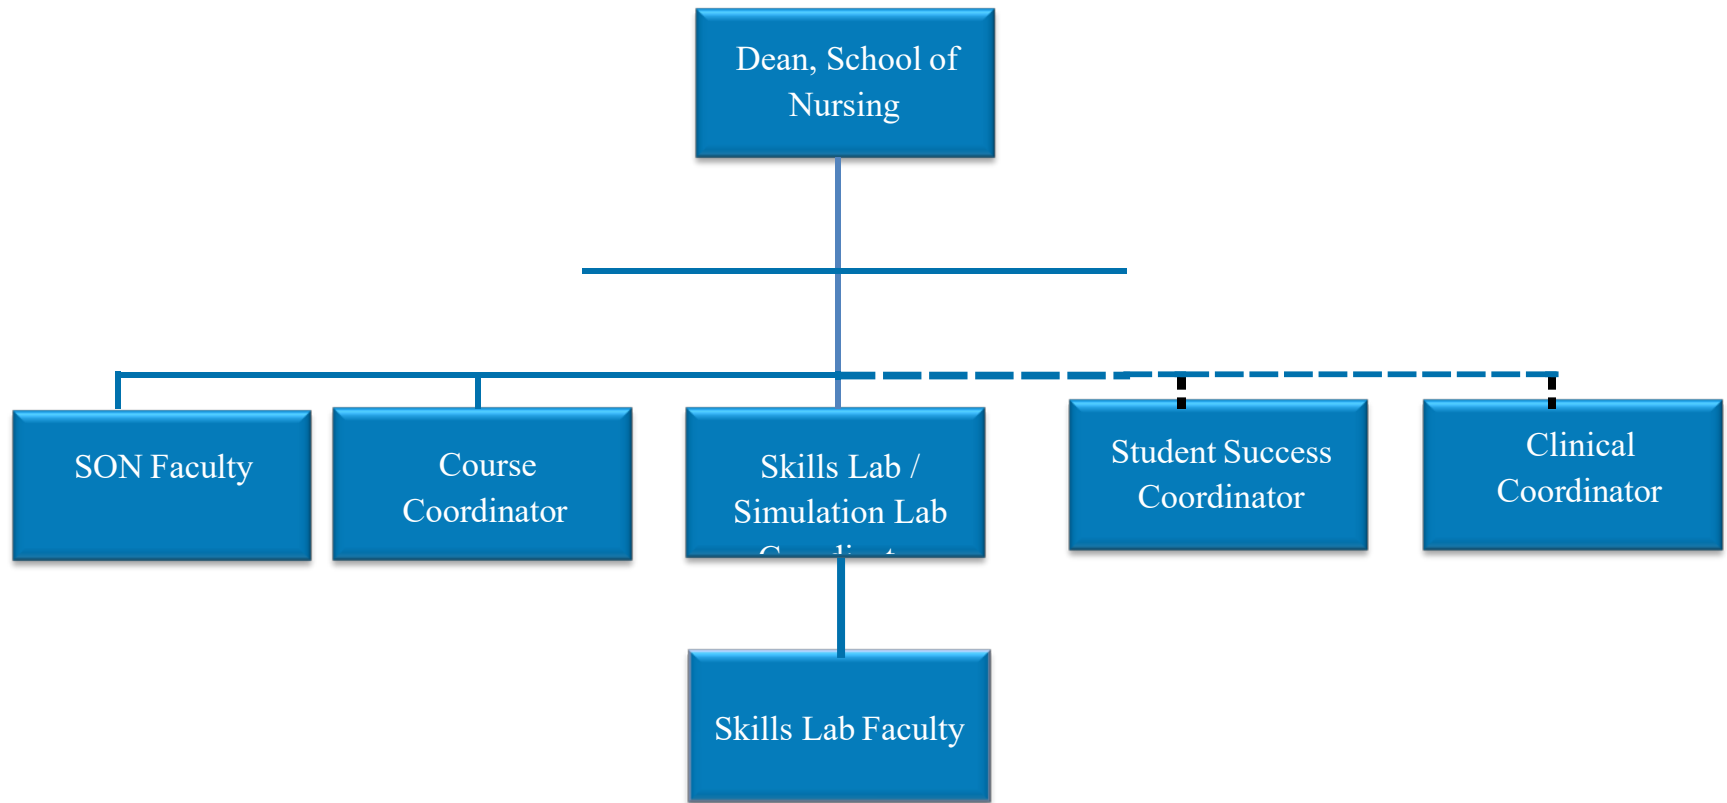 Dean, School of
Nursing
SON Faculty
Course
Coordinator
Skills Lab /
Simulation Lab
Student Success
Coordinator
Clinical
Coordinator
Skills Lab Faculty